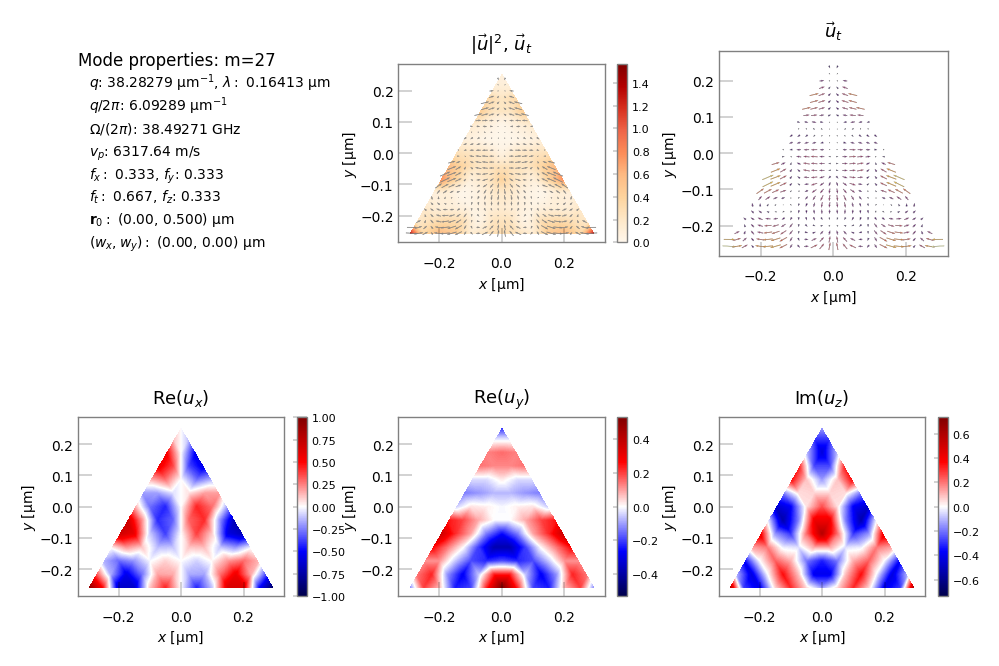 Mode properties: m=27
q: 38.28279 μm⁻¹, λ: 0.16413 μm
q/2π: 6.09289 μm⁻¹
Ω/(2π): 38.49271 GHz
v_p: 6317.64 m/s
f_x: 0.333, f_y: 0.333
f_t: 0.667, f_z: 0.333
r₀: (0.00, 0.500) μm
(w_x, w_y): (0.00, 0.00) μm
|u⃗|², u⃗_t
0.2
0.1
0.0
−0.1
−0.2
y [μm]
−0.2 0.0 0.2
x [μm]
1.4
1.2
1.0
0.8
0.6
0.4
0.2
0.0
u⃗_t
0.2
0.1
0.0
−0.1
−0.2
y [μm]
−0.2 0.0 0.2
x [μm]
Re(u_x)
0.2
0.1
0.0
−0.1
−0.2
y [μm]
−0.2 0.0 0.2
x [μm]
1.00
0.75
0.50
0.25
0.00
−0.25
−0.50
−0.75
−1.00
Re(u_y)
0.2
0.1
0.0
−0.1
−0.2
y [μm]
−0.2 0.0 0.2
x [μm]
0.4
0.2
0.0
−0.2
−0.4
Im(u_z)
0.2
0.1
0.0
−0.1
−0.2
y [μm]
−0.2 0.0 0.2
x [μm]
0.6
0.4
0.2
0.0
−0.2
−0.4
−0.6